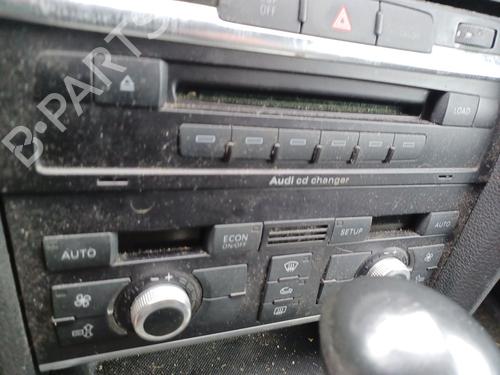 OFF
LOAD
Audi cd changer
AUTO
ECON
ON/OFF
SETUP
AUTO
B-PARTS